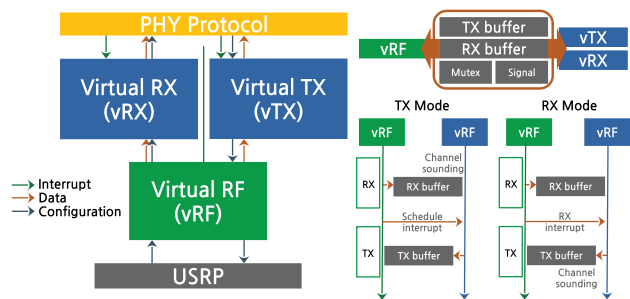 PHY Protocol
Virtual RX
(vRX)
Virtual TX
(vTX)
Virtual RF
(vRF)
Interrupt
Data
Configuration
USRP
TX buffer
RX buffer
Mutex
Signal
vRF
vTX
vRX
TX Mode
vRF
vRF
Channel
sounding
RX
RX buffer
Schedule
interrupt
TX
TX buffer
RX Mode
vRF
vRF
RX
RX buffer
RX
interrupt
TX
TX buffer
Channel
sounding